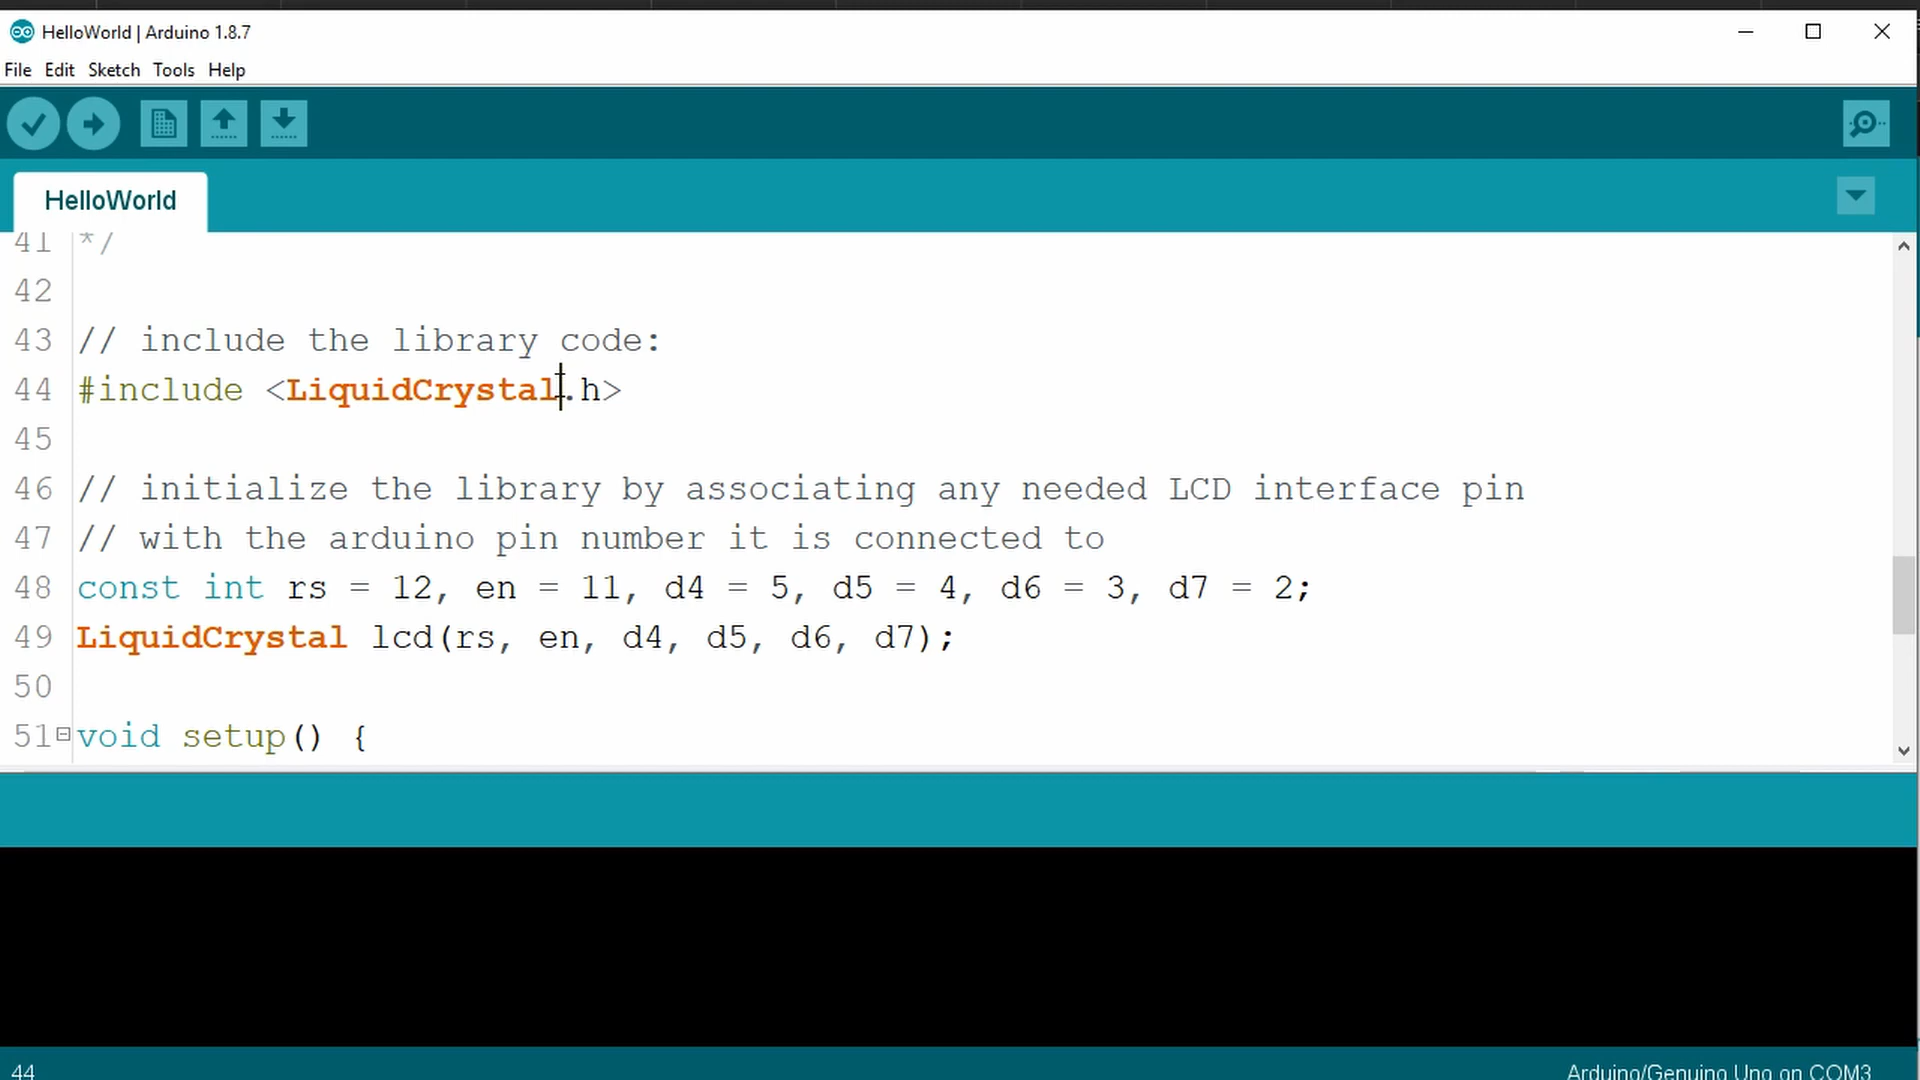 HelloWorld | Arduino 1.8.7
File Edit Sketch Tools Help
HelloWorld
41 */
42
43 // include the library code:
44 #include <LiquidCrystal.h>
45
46 // initialize the library by associating any needed LCD interface pin
47 // with the arduino pin number it is connected to
48 const int rs = 12, en = 11, d4 = 5, d5 = 4, d6 = 3, d7 = 2;
49 LiquidCrystal lcd(rs, en, d4, d5, d6, d7);
50
51 void setup() {
44 Arduino/Genuino Uno on COM3